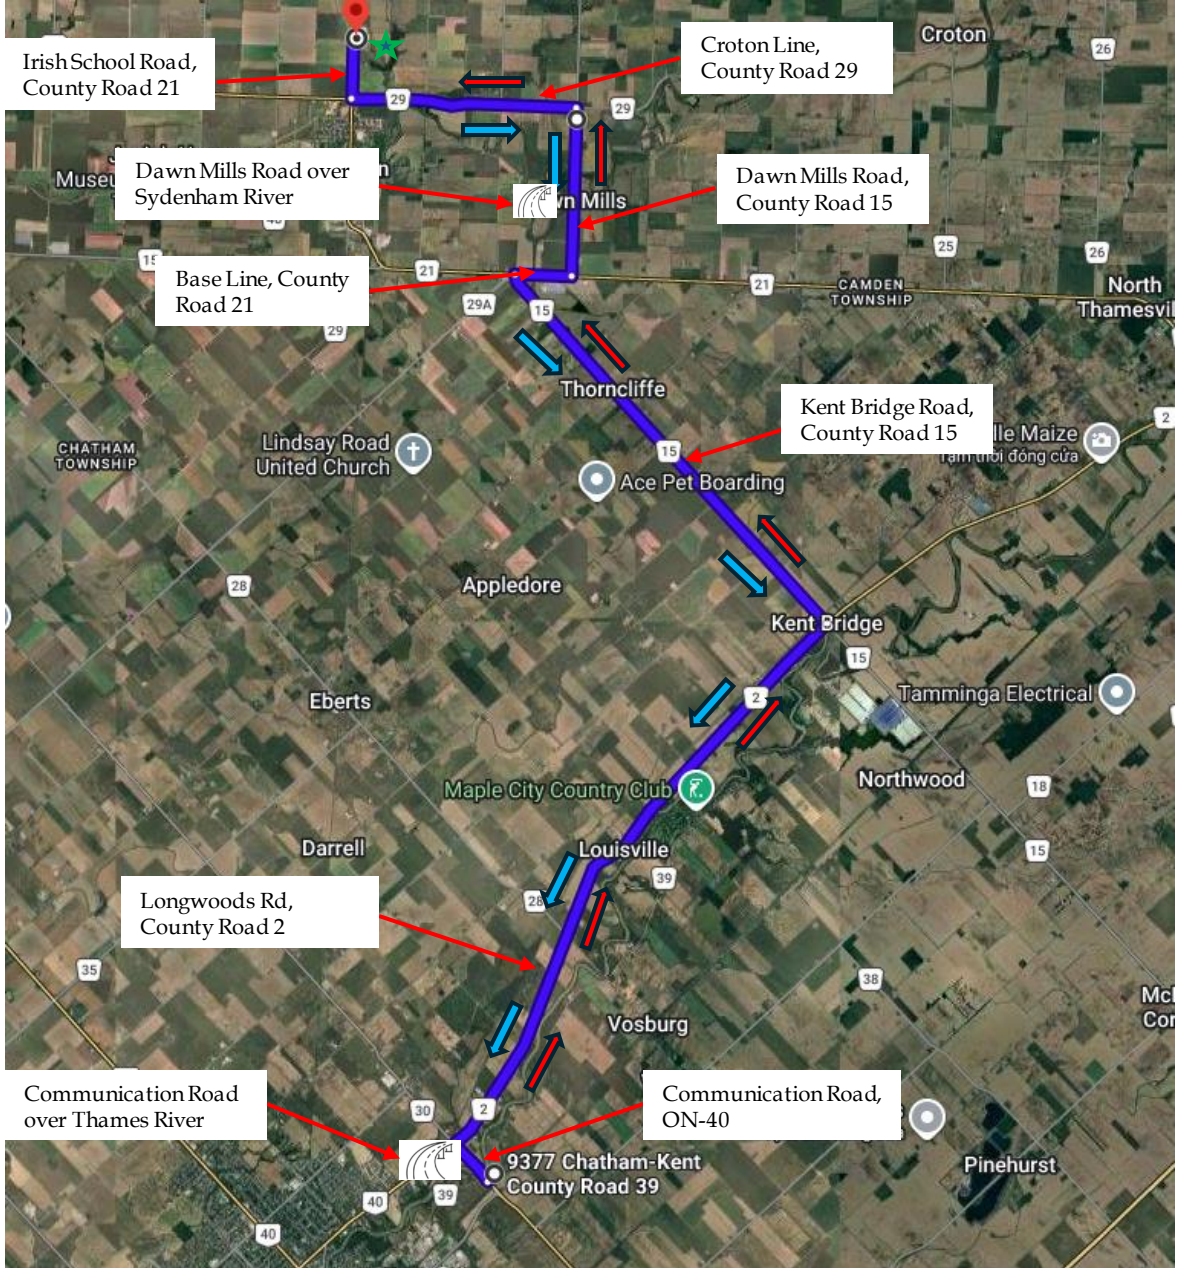 Croton
26
Irish School Road,
County Road 21
Croton Line,
County Road 29
29
29
Dawn Mills Road over
Sydenham River
Dawn Mills Road,
County Road 15
Mills
15
25
26
21
Base Line, County
Road 21
21
CAMDEN
TOWNSHIP
North
29A
15
29
Thorncliffe
Kent Bridge Road,
County Road 15
2
CHATHAM
TOWNSHIP
Lindsay Road
United Church
15
Maize
Tạm thời đóng cửa
Ace Pet Boarding
28
Appledore
Kent Bridge
15
Eberts
2
Tamminga Electrical
Maple City Country Club
Northwood
18
Darrell
Louisville
15
39
Longwoods Rd,
County Road 2
28
35
38
Vosburg
Communication Road
over Thames River
30
2
Communication Road,
ON-40
9377 Chatham-Kent
County Road 39
Pinehurst
40
39
40